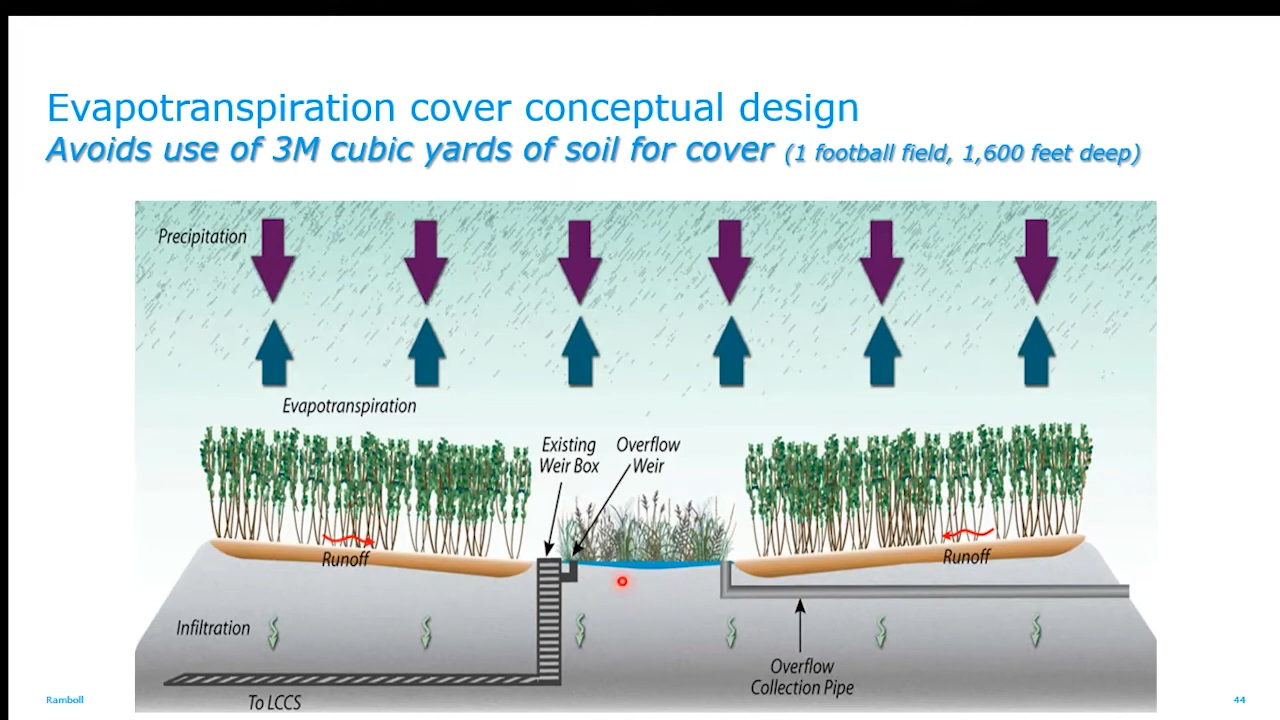 Evapotranspiration cover conceptual design
Avoids use of 3M cubic yards of soil for cover (1 football field, 1,600 feet deep)
Precipitation
Evapotranspiration
Existing
Weir Box
Overflow
Weir
Runoff
Runoff
Infiltration
Overflow
Collection Pipe
To LCCS
Ramboll
44